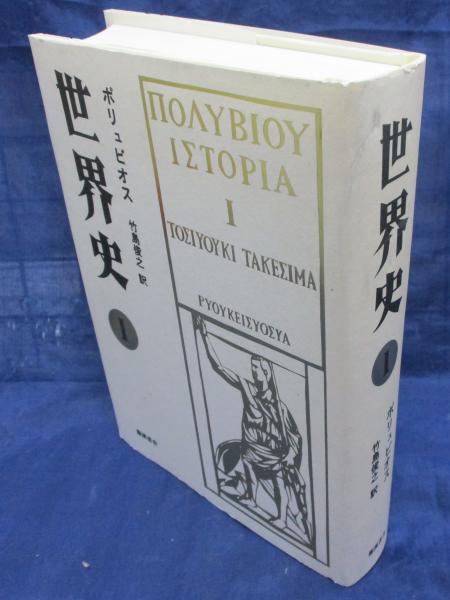 世界史
ポリュビオス
竹島俊之 訳
I
ΠΟΛΥΒΙΟΥ
ΙΣΤΟΡΙΑ
I
ΤΟΣΙΥΟΥΚΙ ΤΑΚΕΣΙΜΑ
ΡΥΟΥΚΕΙΣΥΟΣΥΑ
世界史
I
ポリュビオス
竹島俊之 訳